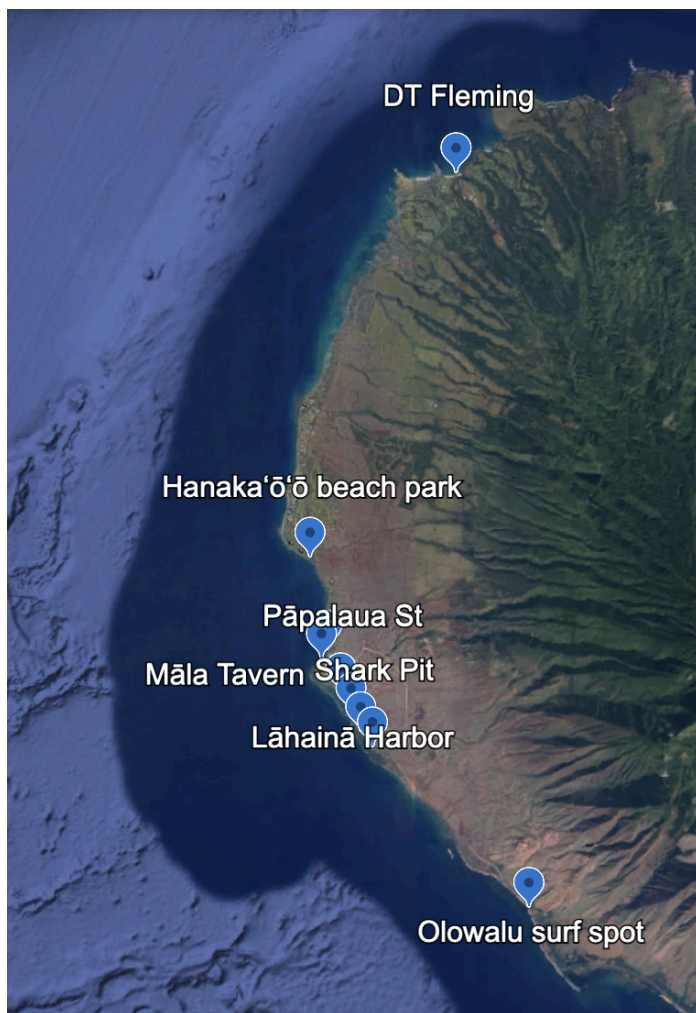 DT Fleming
Hanakaʻōʻō beach park
Pāpalaua St
Māla Tavern
Shark Pit
Lāhainā Harbor
Olowalu surf spot